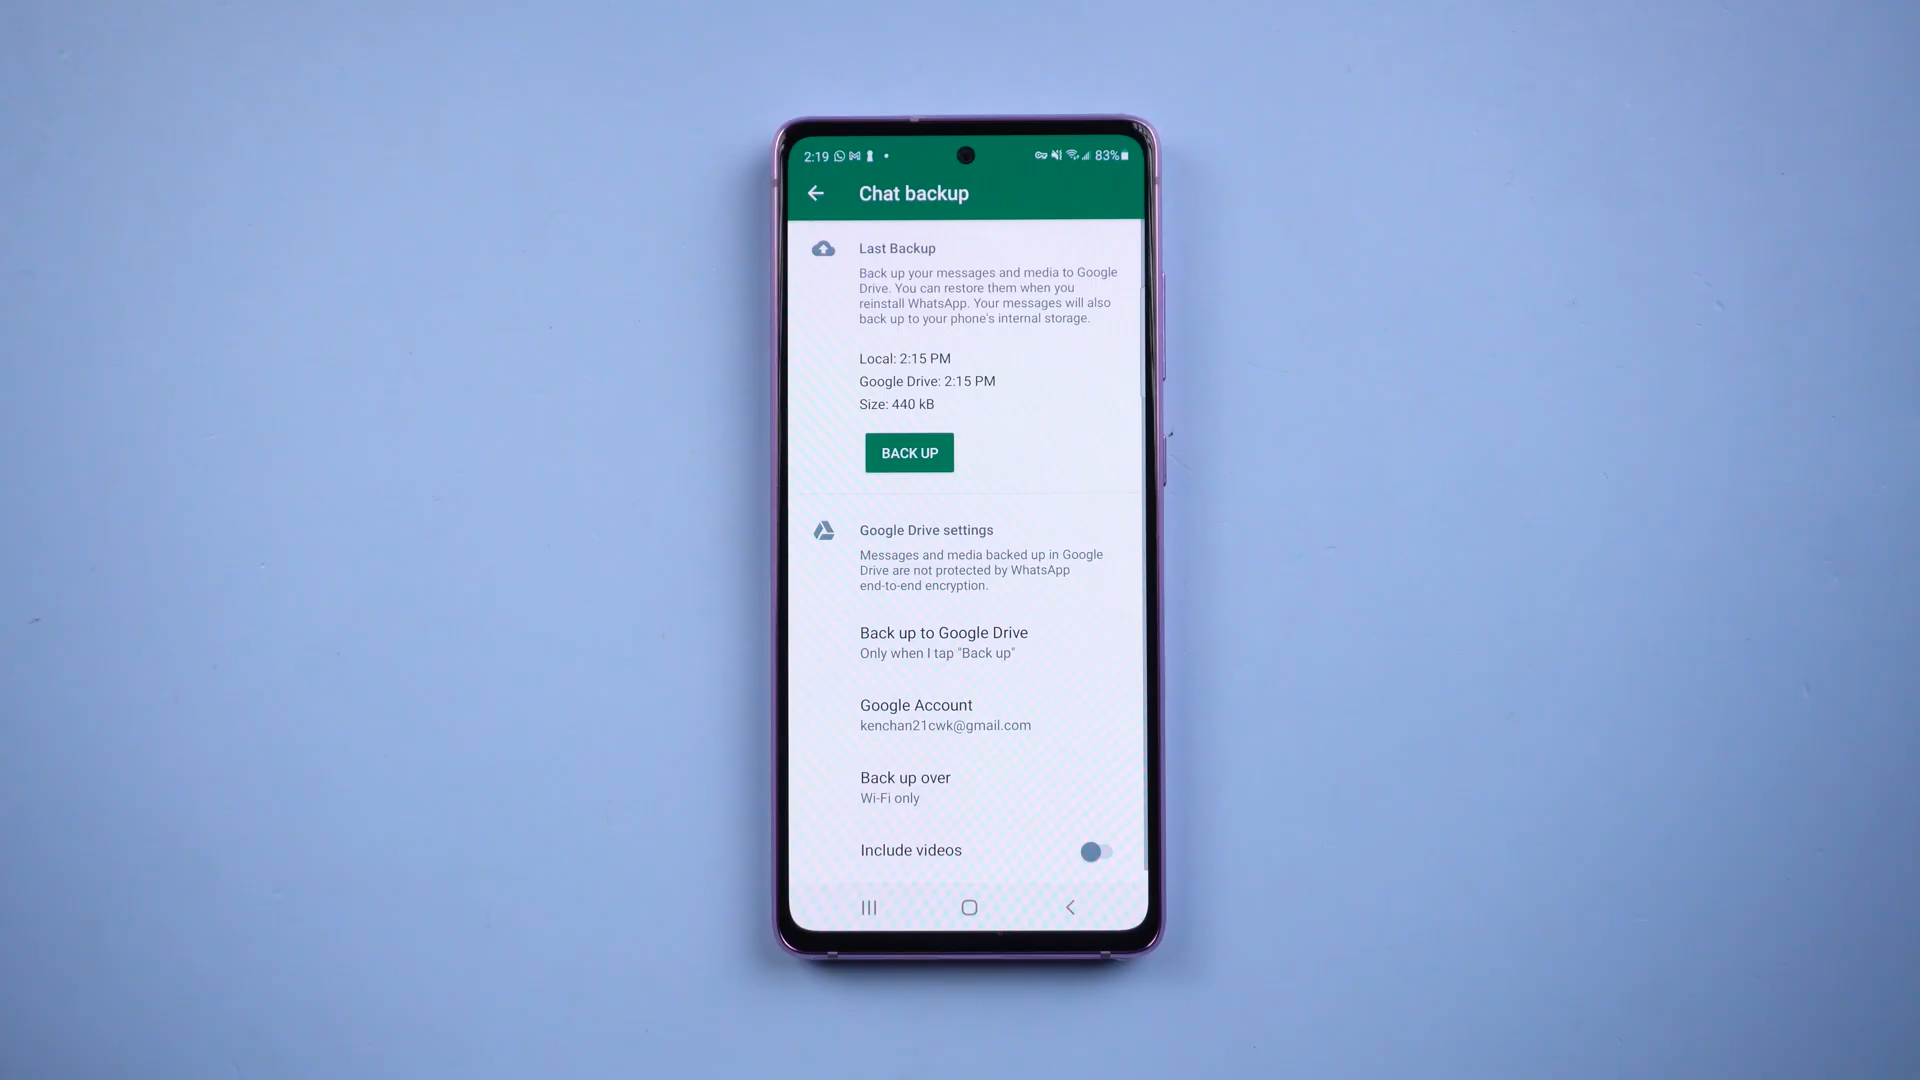 2:19
83%
Chat backup
Last Backup
Back up your messages and media to Google
Drive. You can restore them when you
reinstall WhatsApp. Your messages will also
back up to your phone's internal storage.
Local: 2:15 PM
Google Drive: 2:15 PM
Size: 440 kB
BACK UP
Google Drive settings
Messages and media backed up in Google
Drive are not protected by WhatsApp
end-to-end encryption.
Back up to Google Drive
Only when I tap "Back up"
Google Account
kenchan21cwk@gmail.com
Back up over
Wi-Fi only
Include videos